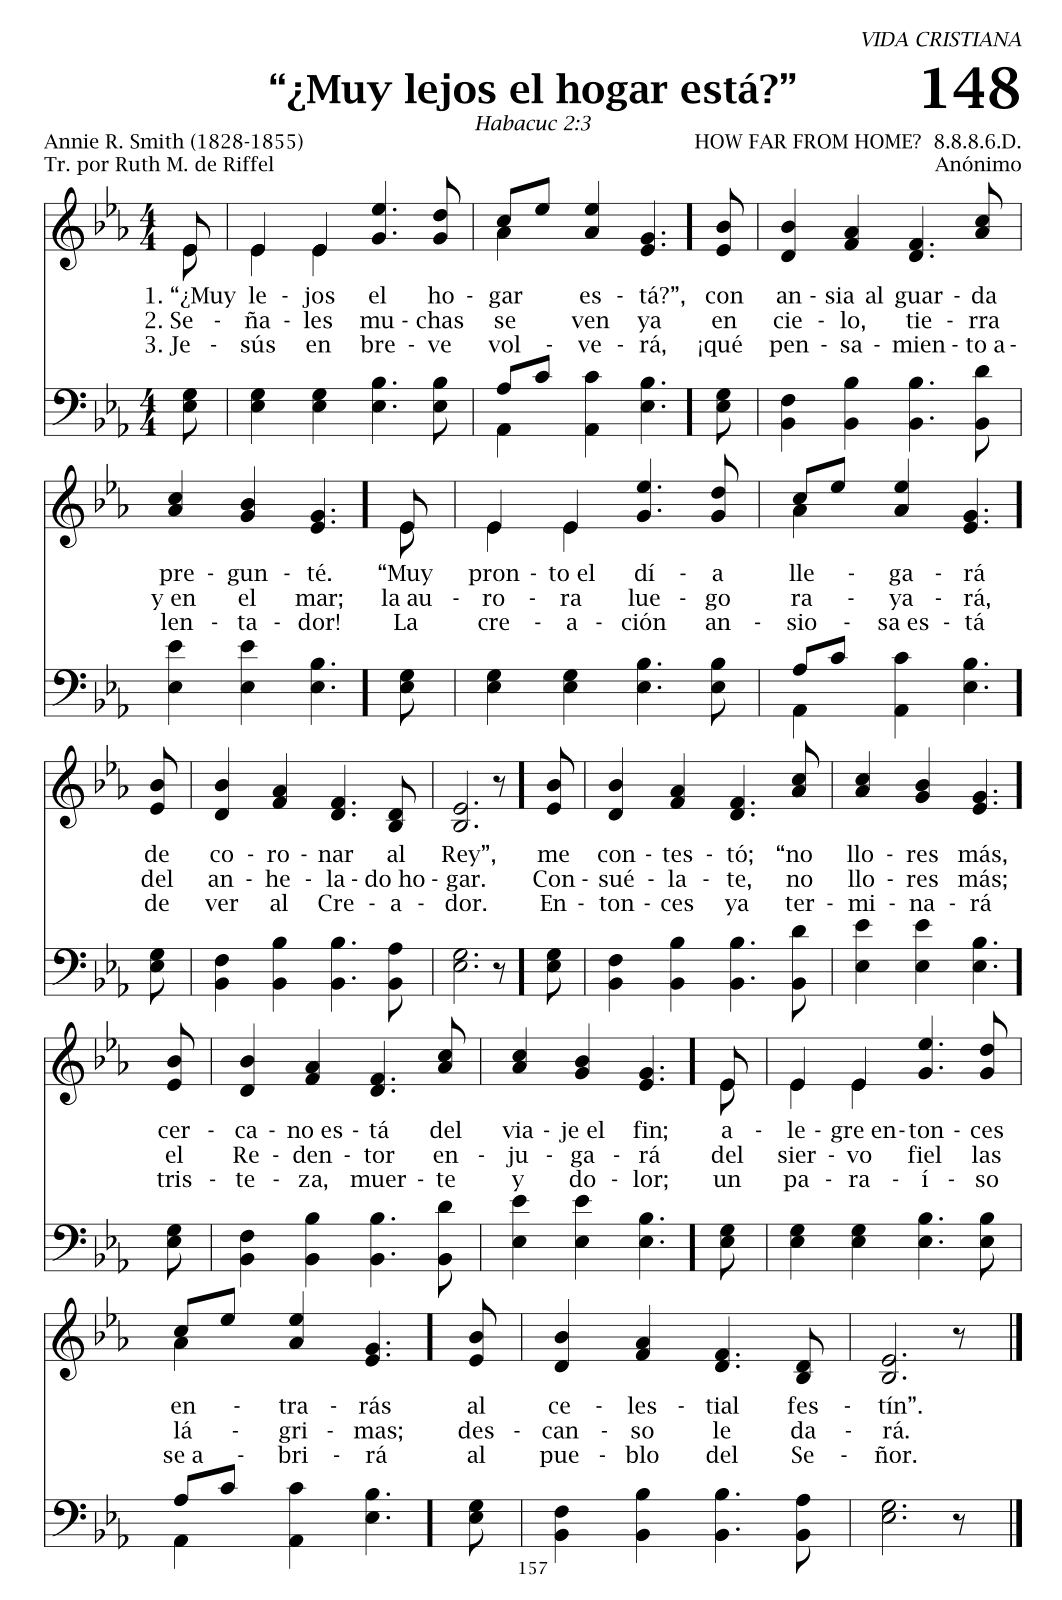 VIDA CRISTIANA
“¿Muy lejos el hogar está?” 148
Habacuc 2:3
Annie R. Smith (1828-1855) HOW FAR FROM HOME? 8.8.8.6.D.
Tr. por Ruth M. de Riffel Anónimo
4 4
1. “¿Muy le - jos el ho - gar es - tá?”, con an - sia al guar - da
2. Se - ña - les mu - chas se ven ya en cie - lo, tie - rra
3. Je - sús en bre - ve vol - ve - rá, ¡qué pen - sa - mien - to a -
4 4
pre - gun - té. “Muy pron - to el dí - a lle - ga - rá
y en el mar; la au - ro - ra lue - go ra - ya - rá,
len - ta - dor! La cre - a - ción an - sio - sa es - tá
de co - ro - nar al Rey”, me con - tes - tó; “no llo - res más,
del an - he - la - do ho - gar. Con - sué - la - te, no llo - res más;
de ver al Cre - a - dor. En - ton - ces ya ter - mi - na - rá
cer - ca - no es - tá del via - je el fin; a - le - gre en - ton - ces
el Re - den - tor en - ju - ga - rá del sier - vo fiel las
tris - te - za, muer - te y do - lor; un pa - ra - í - so
en - tra - rás al ce - les - tial fes - tín”.
lá - gri - mas; des - can - so le da - rá.
se a - bri - rá al pue - blo del Se - ñor.
157